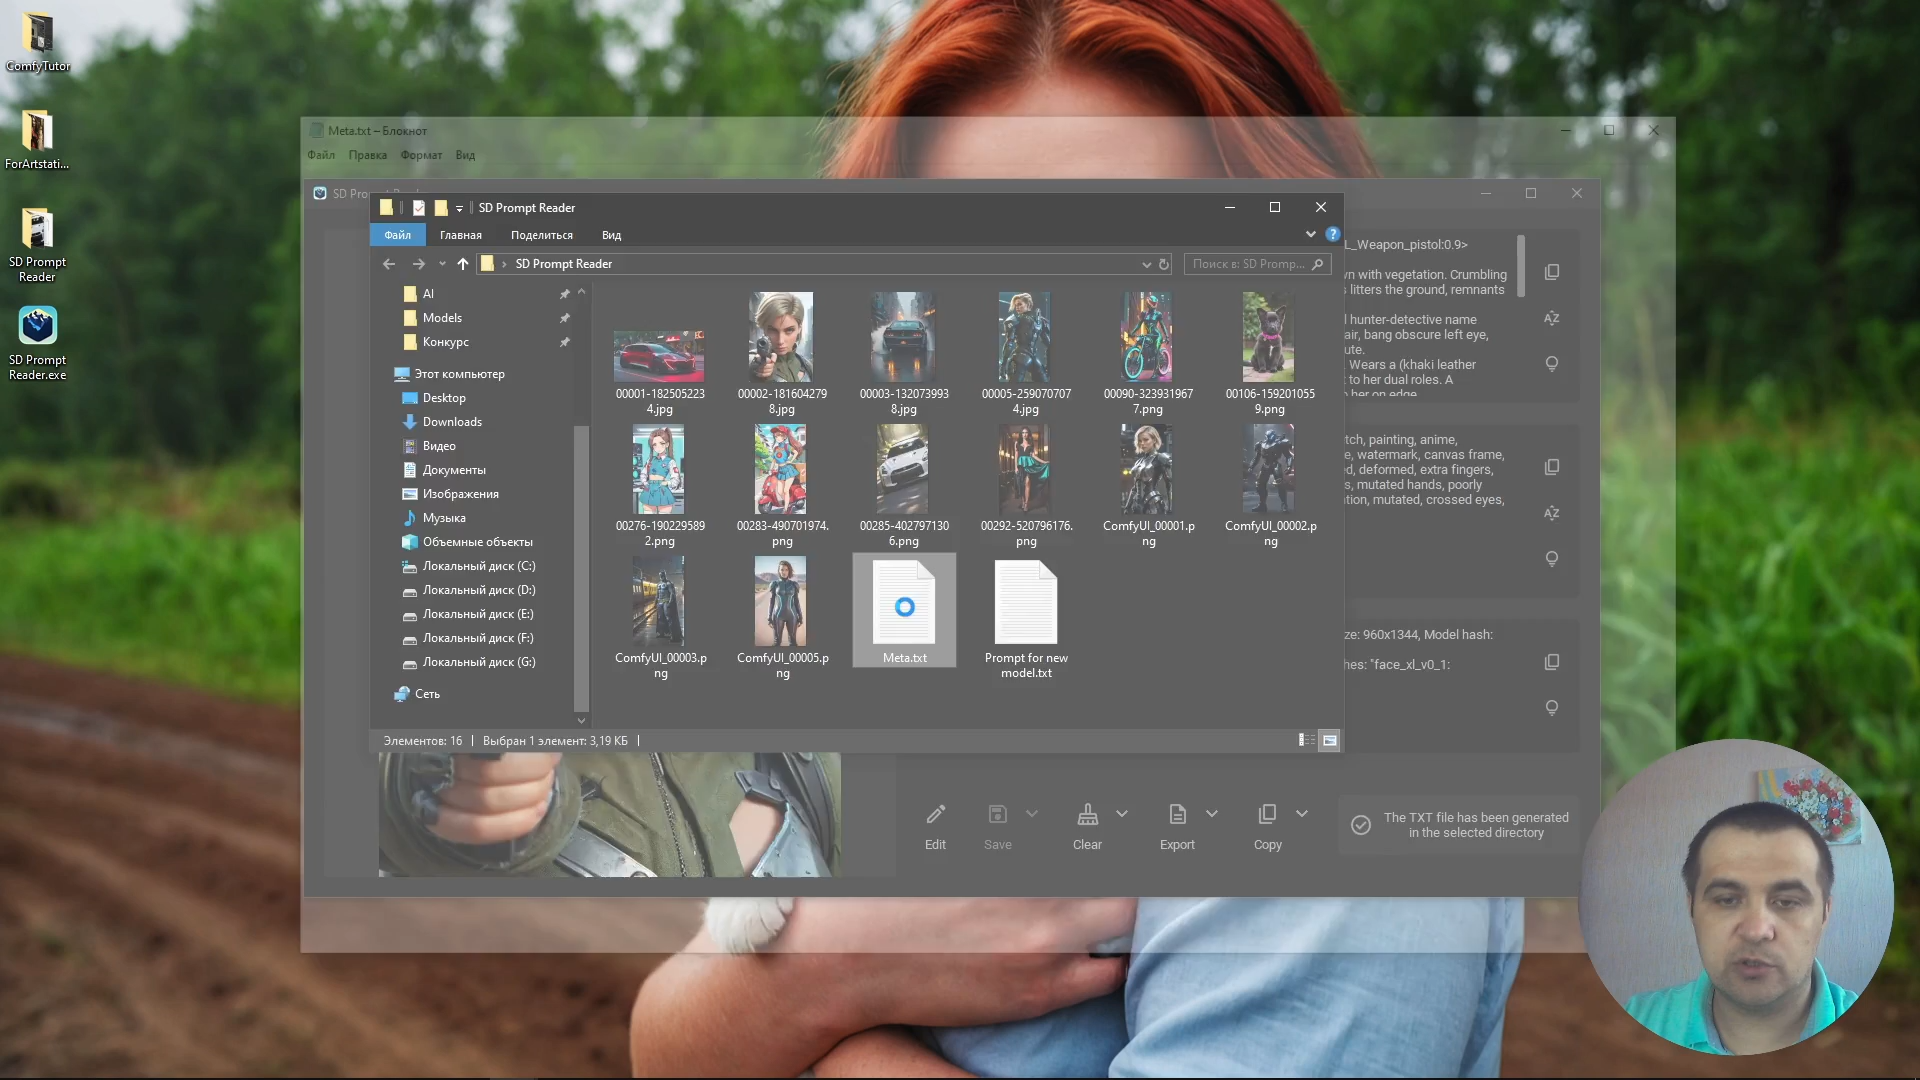 ComfyTutor
ForArtstati...
SD Prompt
Reader
SD Prompt
Reader.exe
Meta.txt – Блокнот
Файл Правка Формат Вид
SD Prompt Reader
Файл Главная Поделиться Вид
SD Prompt Reader
Поиск в: SD Promp...
AI
Models
Конкурс
Этот компьютер
Desktop
Downloads
Видео
Документы
Изображения
Музыка
Объемные объекты
Локальный диск (C:)
Локальный диск (D:)
Локальный диск (E:)
Локальный диск (F:)
Локальный диск (G:)
Сеть
00001-182505223
4.jpg
00002-181604279
8.jpg
00003-132073993
8.jpg
00005-259070707
4.jpg
00090-323931967
7.png
00106-159201055
9.png
00276-190229589
2.png
00283-490701974.
png
00285-402797130
6.png
00292-520796176.
png
ComfyUI_00001.p
ng
ComfyUI_00002.p
ng
ComfyUI_00003.p
ng
ComfyUI_00005.p
ng
Meta.txt
Prompt for new
model.txt
Элементов: 16 Выбран 1 элемент: 3,19 КБ
L_Weapon_pistol:0.9>
n with vegetation. Crumbling
litters the ground, remnants
hunter-detective name
air, bang obscure left eye,
ute.
Wears a (khaki leather
to her dual roles. A
her on edge
tch, painting, anime,
e, watermark, canvas frame,
ed, deformed, extra fingers,
s, mutated hands, poorly
tion, mutated, crossed eyes,
ze: 960x1344, Model hash:
hes: "face_xl_v0_1:
Edit
Save
Clear
Export
Copy
The TXT file has been generated
in the selected directory